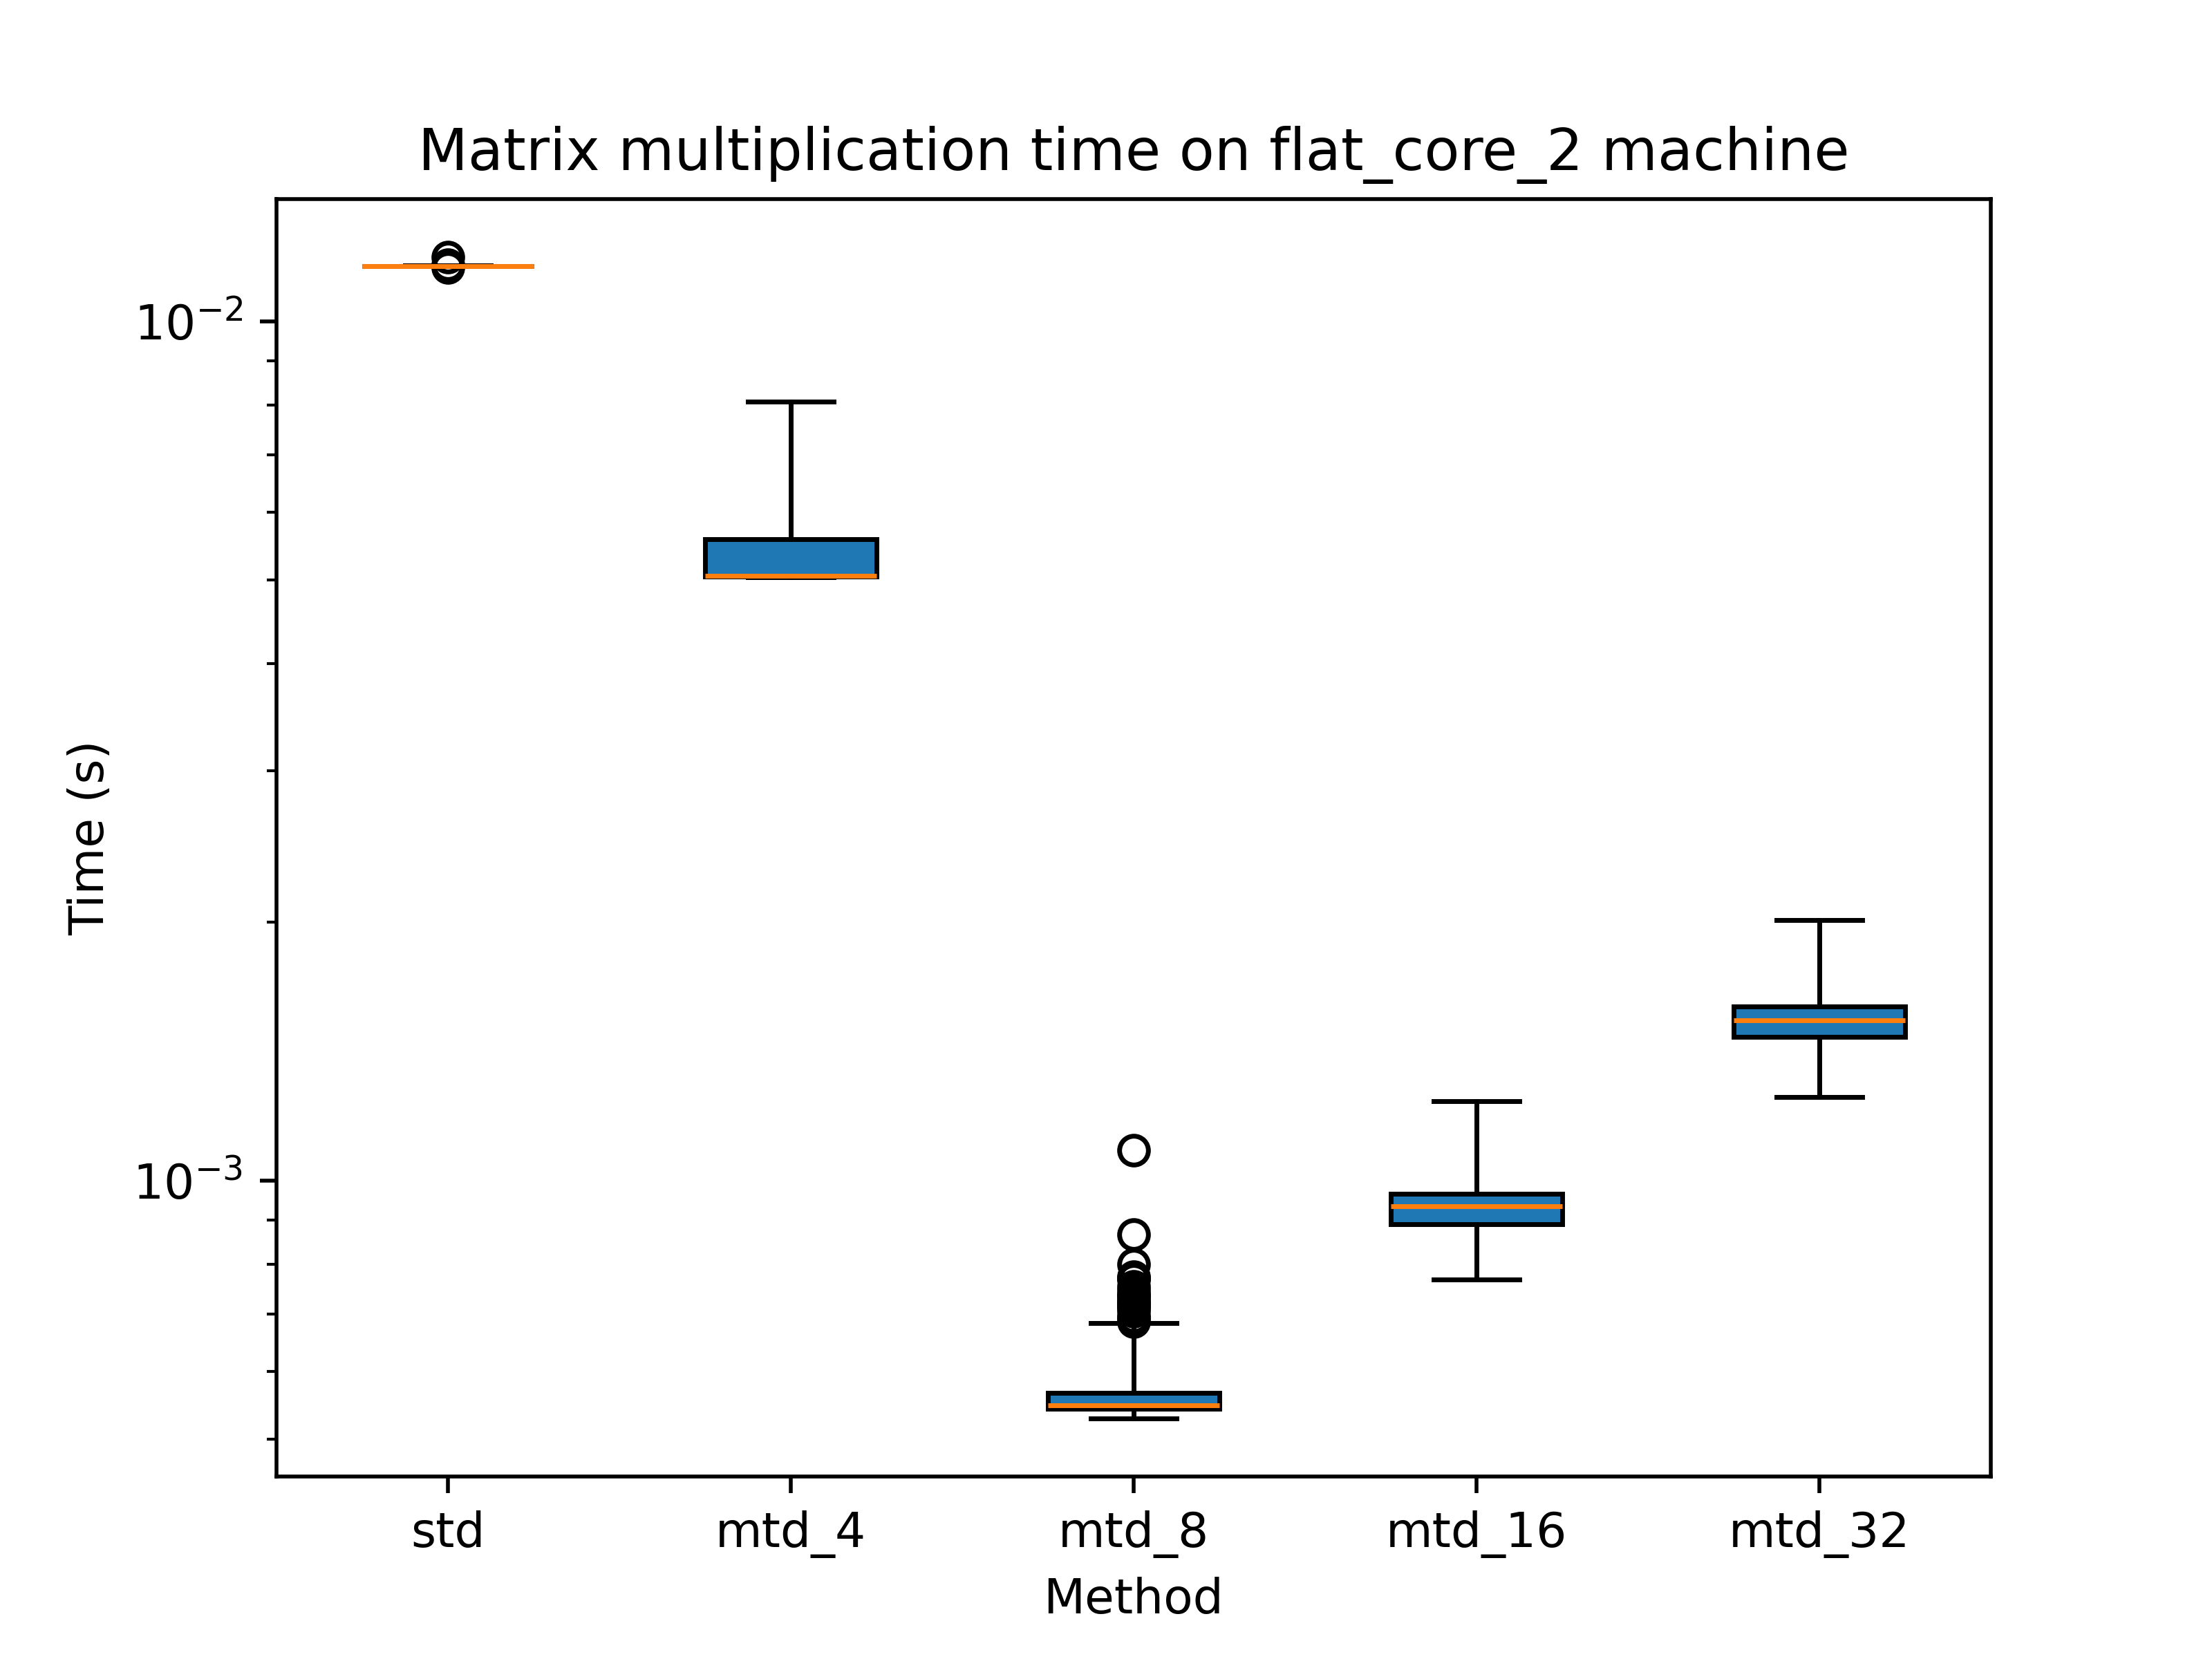 Matrix multiplication time on flat_core_2 machine
Time (s)
10⁻²
10⁻³
std mtd_4 mtd_8 mtd_16 mtd_32
Method